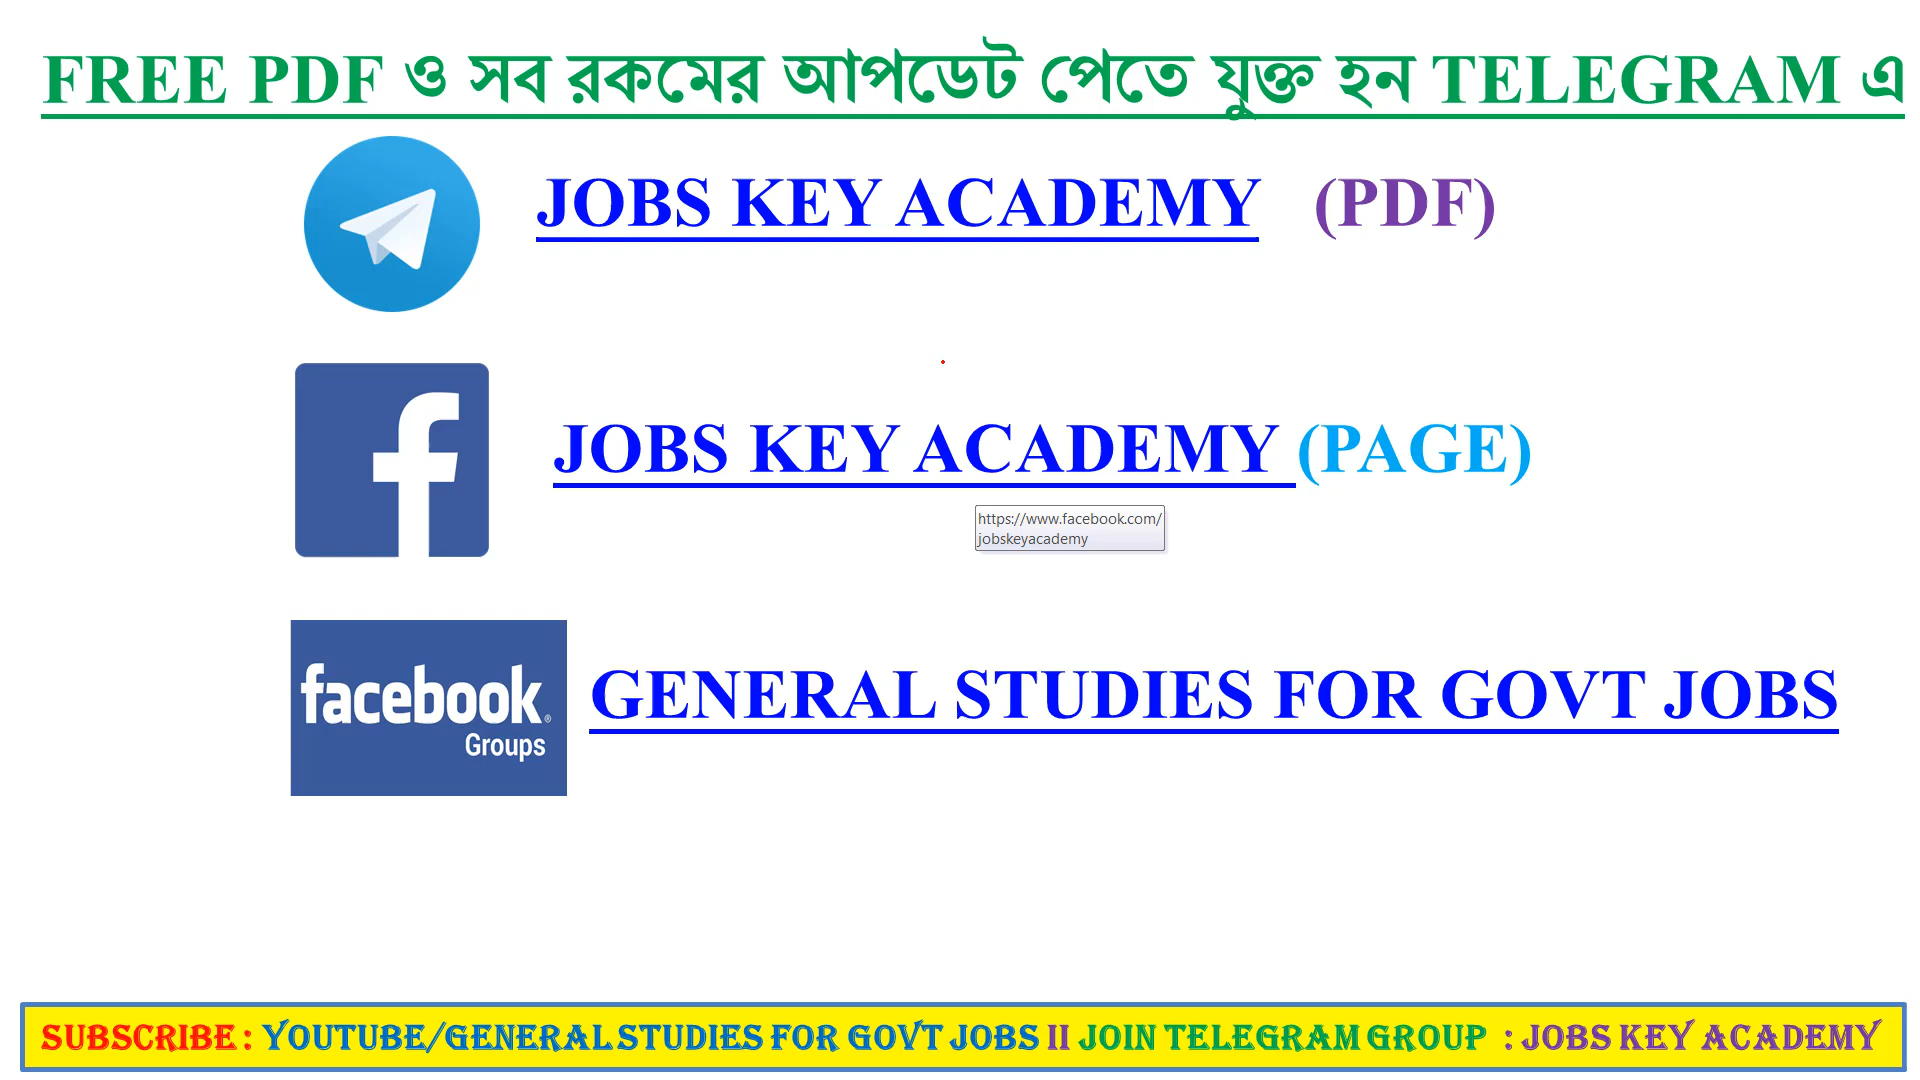 FREE PDF ও সব রকমের আপডেট পেতে যুক্ত হন TELEGRAM এ
JOBS KEY ACADEMY (PDF)
JOBS KEY ACADEMY (PAGE)
https://www.facebook.com/
jobskeyacademy
facebook®
Groups
GENERAL STUDIES FOR GOVT JOBS
SUBSCRIBE : YOUTUBE/GENERAL STUDIES FOR GOVT JOBS II JOIN TELEGRAM GROUP : JOBS KEY ACADEMY